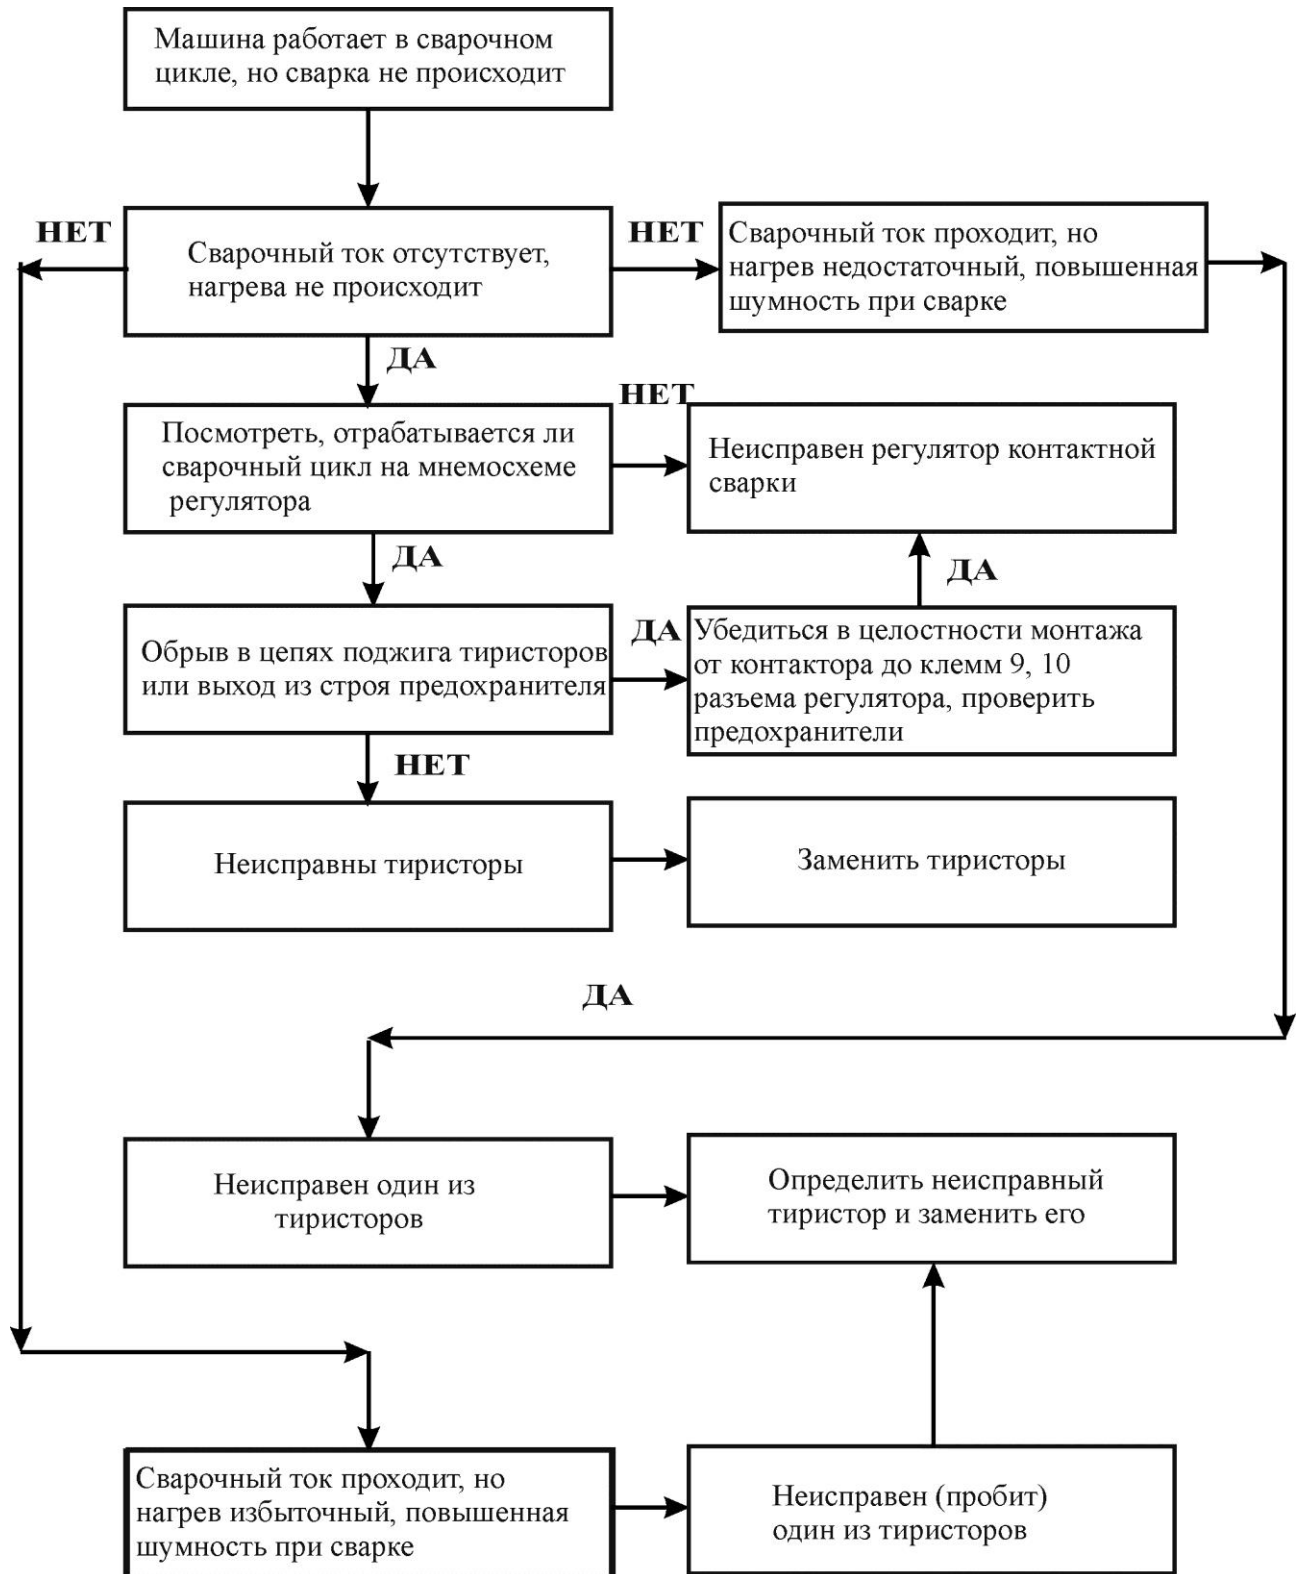 Машина работает в сварочном
цикле, но сварка не происходит
НЕТ
Сварочный ток отсутствует,
нагрева не происходит
НЕТ
Сварочный ток проходит, но
нагрев недостаточный, повышенная
шумность при сварке
ДА
Посмотреть, отрабатывается ли
сварочный цикл на мнемосхеме
регулятора
НЕТ
Неисправен регулятор контактной
сварки
ДА
ДА
Обрыв в цепях поджига тиристоров
или выход из строя предохранителя
ДА
Убедиться в целостности монтажа
от контактора до клемм 9, 10
разъема регулятора, проверить
предохранители
НЕТ
Неисправны тиристоры
Заменить тиристоры
ДА
Неисправен один из
тиристоров
Определить неисправный
тиристор и заменить его
Сварочный ток проходит, но
нагрев избыточный, повышенная
шумность при сварке
Неисправен (пробит)
один из тиристоров